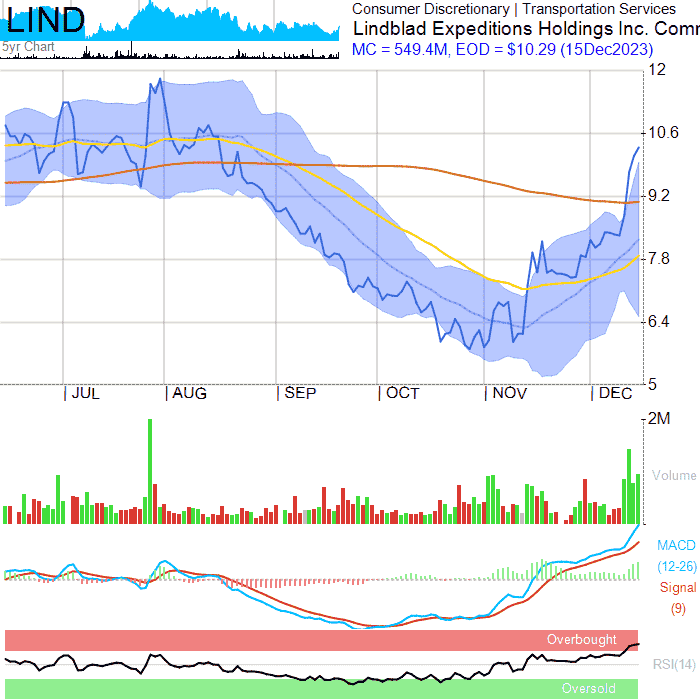 LIND
5yr Chart
Consumer Discretionary | Transportation Services
Lindblad Expeditions Holdings Inc. Comm
MC = 549.4M, EOD = $10.29 (15Dec2023)
12
10.6
9.2
7.8
6.4
5
| JUL | AUG | SEP | OCT | NOV | DEC
2M
Volume
MACD
(12-26)
Signal
(9)
Overbought
RSI(14)
Oversold